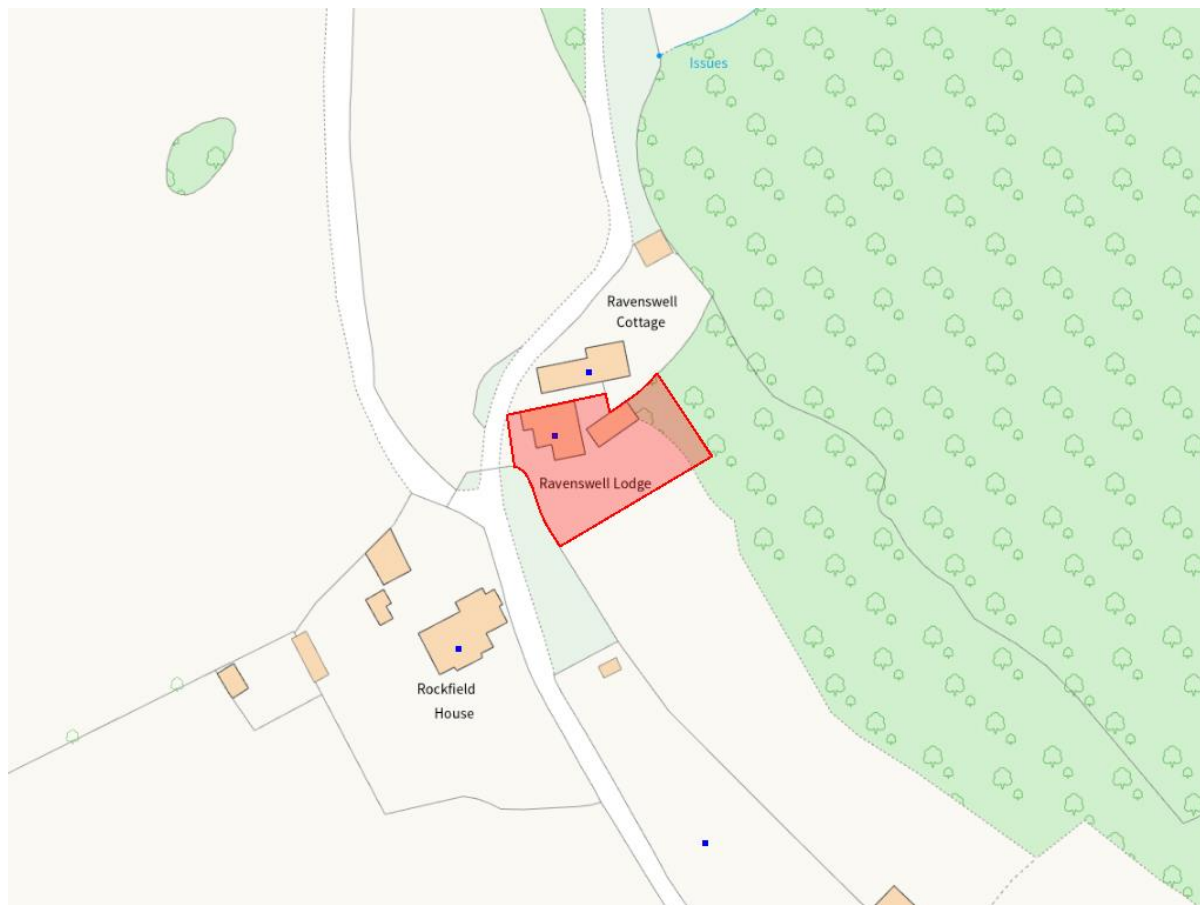 Issues
Ravenswell
Cottage
Ravenswell Lodge
Rockfield
House